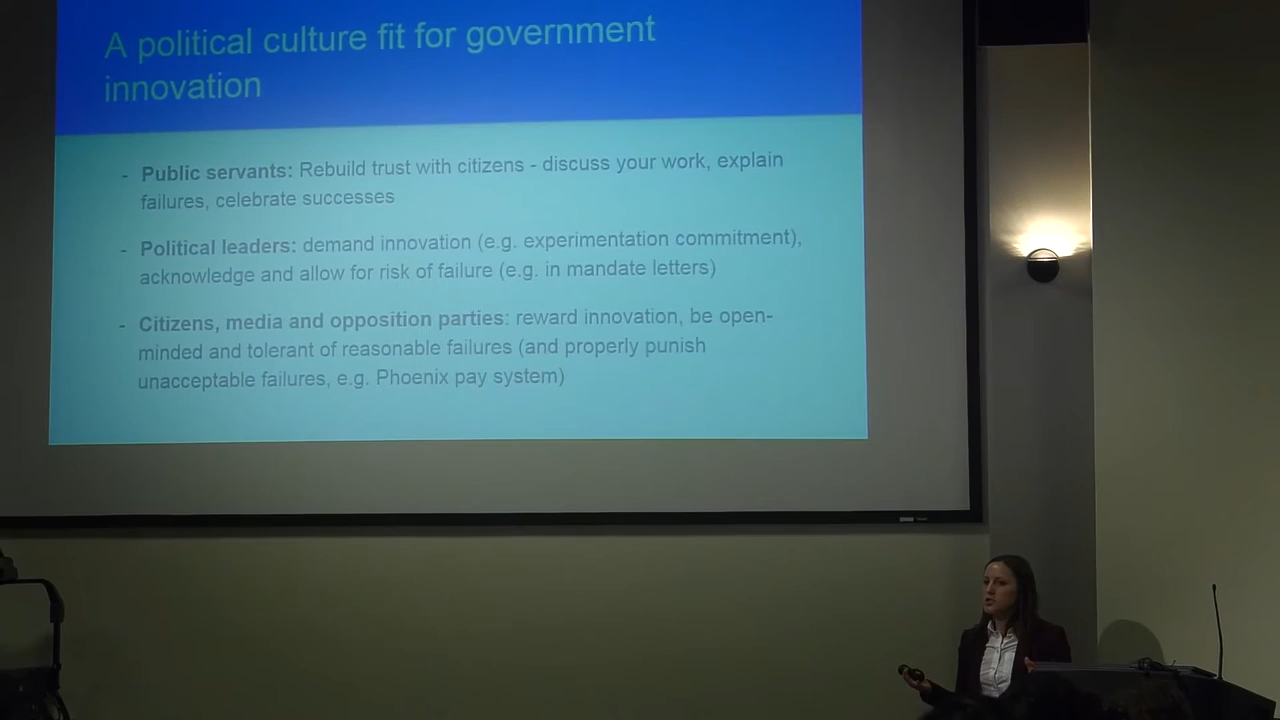 A political culture fit for government
innovation
- Public servants: Rebuild trust with citizens - discuss your work, explain
failures, celebrate successes
- Political leaders: demand innovation (e.g. experimentation commitment),
acknowledge and allow for risk of failure (e.g. in mandate letters)
- Citizens, media and opposition parties: reward innovation, be open-
minded and tolerant of reasonable failures (and properly punish
unacceptable failures, e.g. Phoenix pay system)